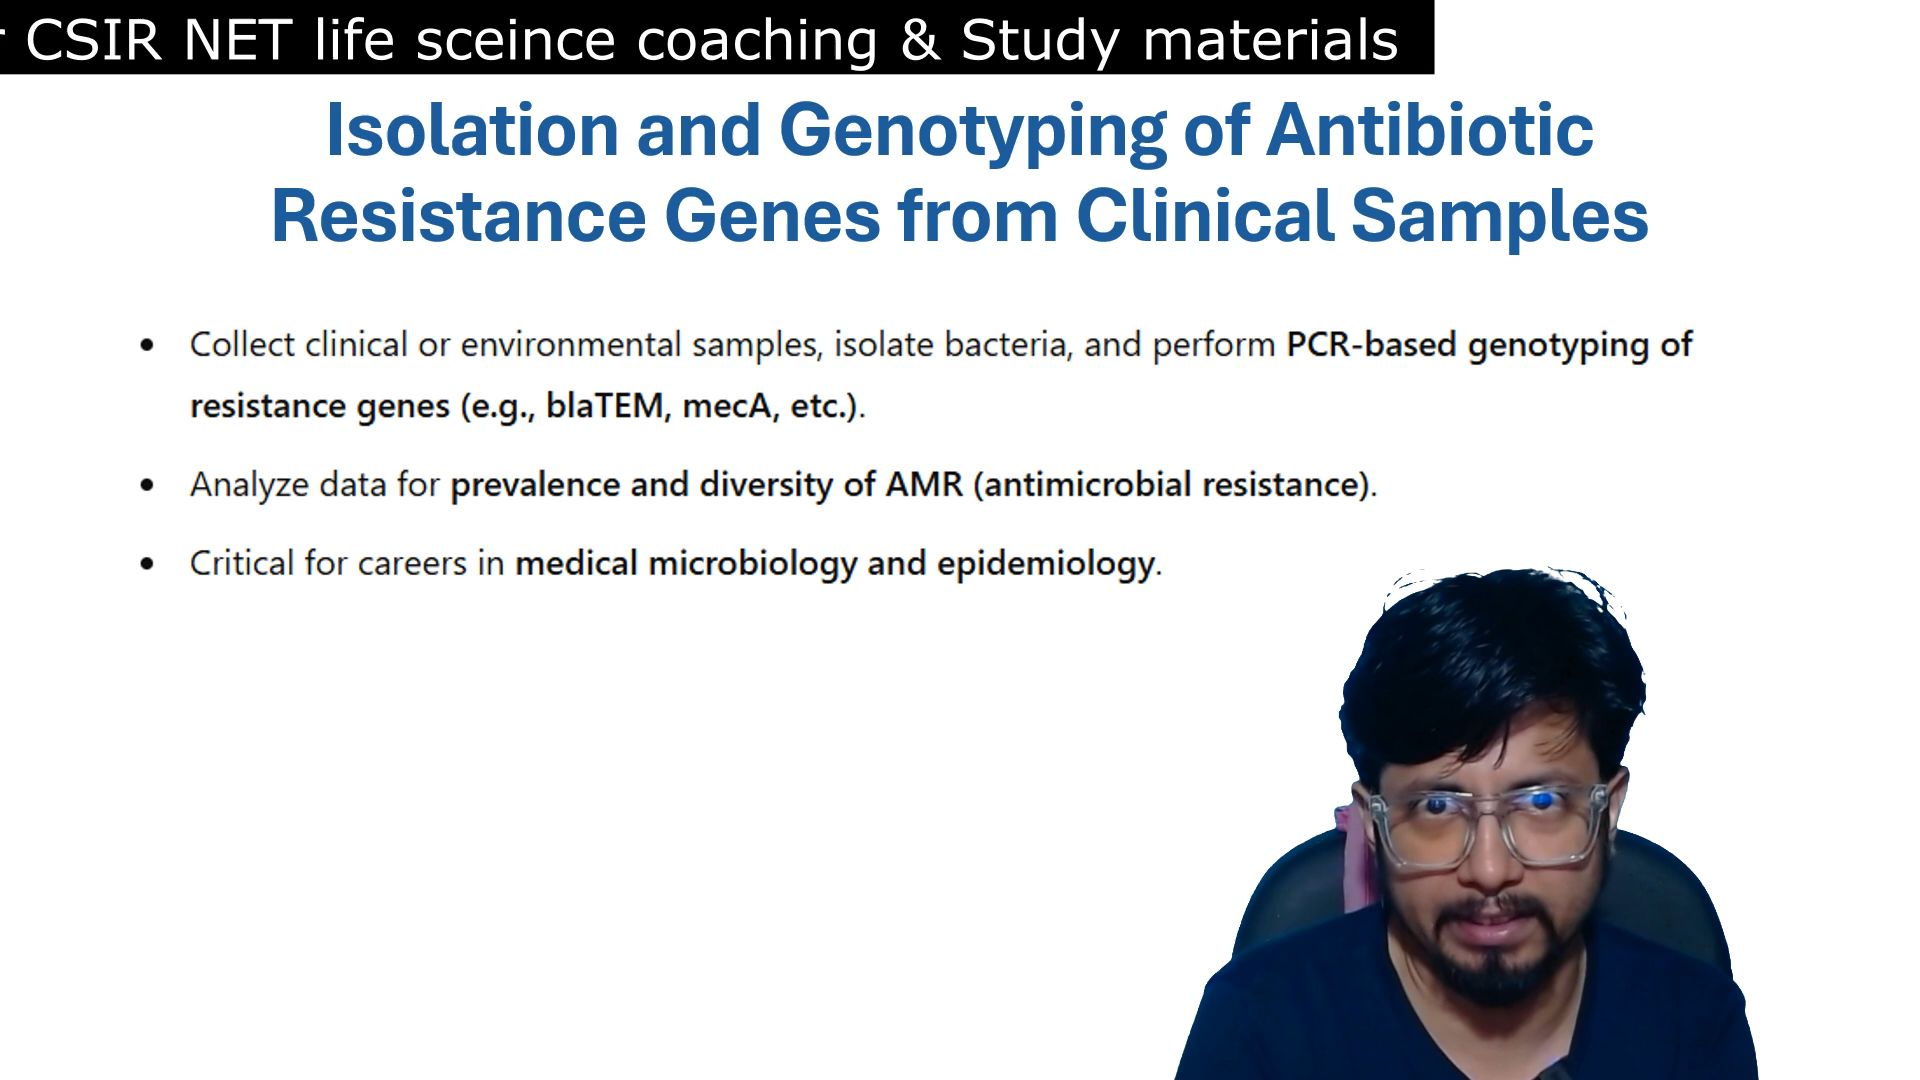 CSIR NET life sceince coaching & Study materials
Isolation and Genotyping of Antibiotic
Resistance Genes from Clinical Samples
• Collect clinical or environmental samples, isolate bacteria, and perform PCR-based genotyping of
resistance genes (e.g., blaTEM, mecA, etc.).
• Analyze data for prevalence and diversity of AMR (antimicrobial resistance).
• Critical for careers in medical microbiology and epidemiology.